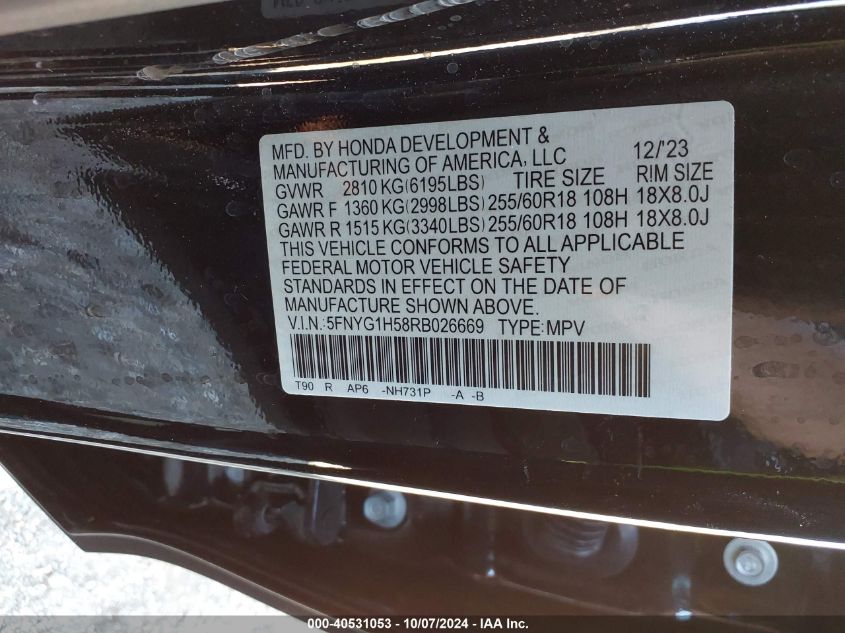 MFD. BY HONDA DEVELOPMENT &
MANUFACTURING OF AMERICA, LLC 12/'23
GVWR 2810 KG(6195LBS) TIRE SIZE RIM SIZE
GAWR F 1360 KG(2998LBS) 255/60R18 108H 18X8.0J
GAWR R 1515 KG(3340LBS) 255/60R18 108H 18X8.0J
THIS VEHICLE CONFORMS TO ALL APPLICABLE
FEDERAL MOTOR VEHICLE SAFETY
STANDARDS IN EFFECT ON THE DATE OF
MANUFACTURE SHOWN ABOVE.
V.I.N.:5FNYG1H58RB026669 TYPE:MPV
T90 R AP6 -NH731P -A -B
000-40531053 - 10/07/2024 - IAA Inc.